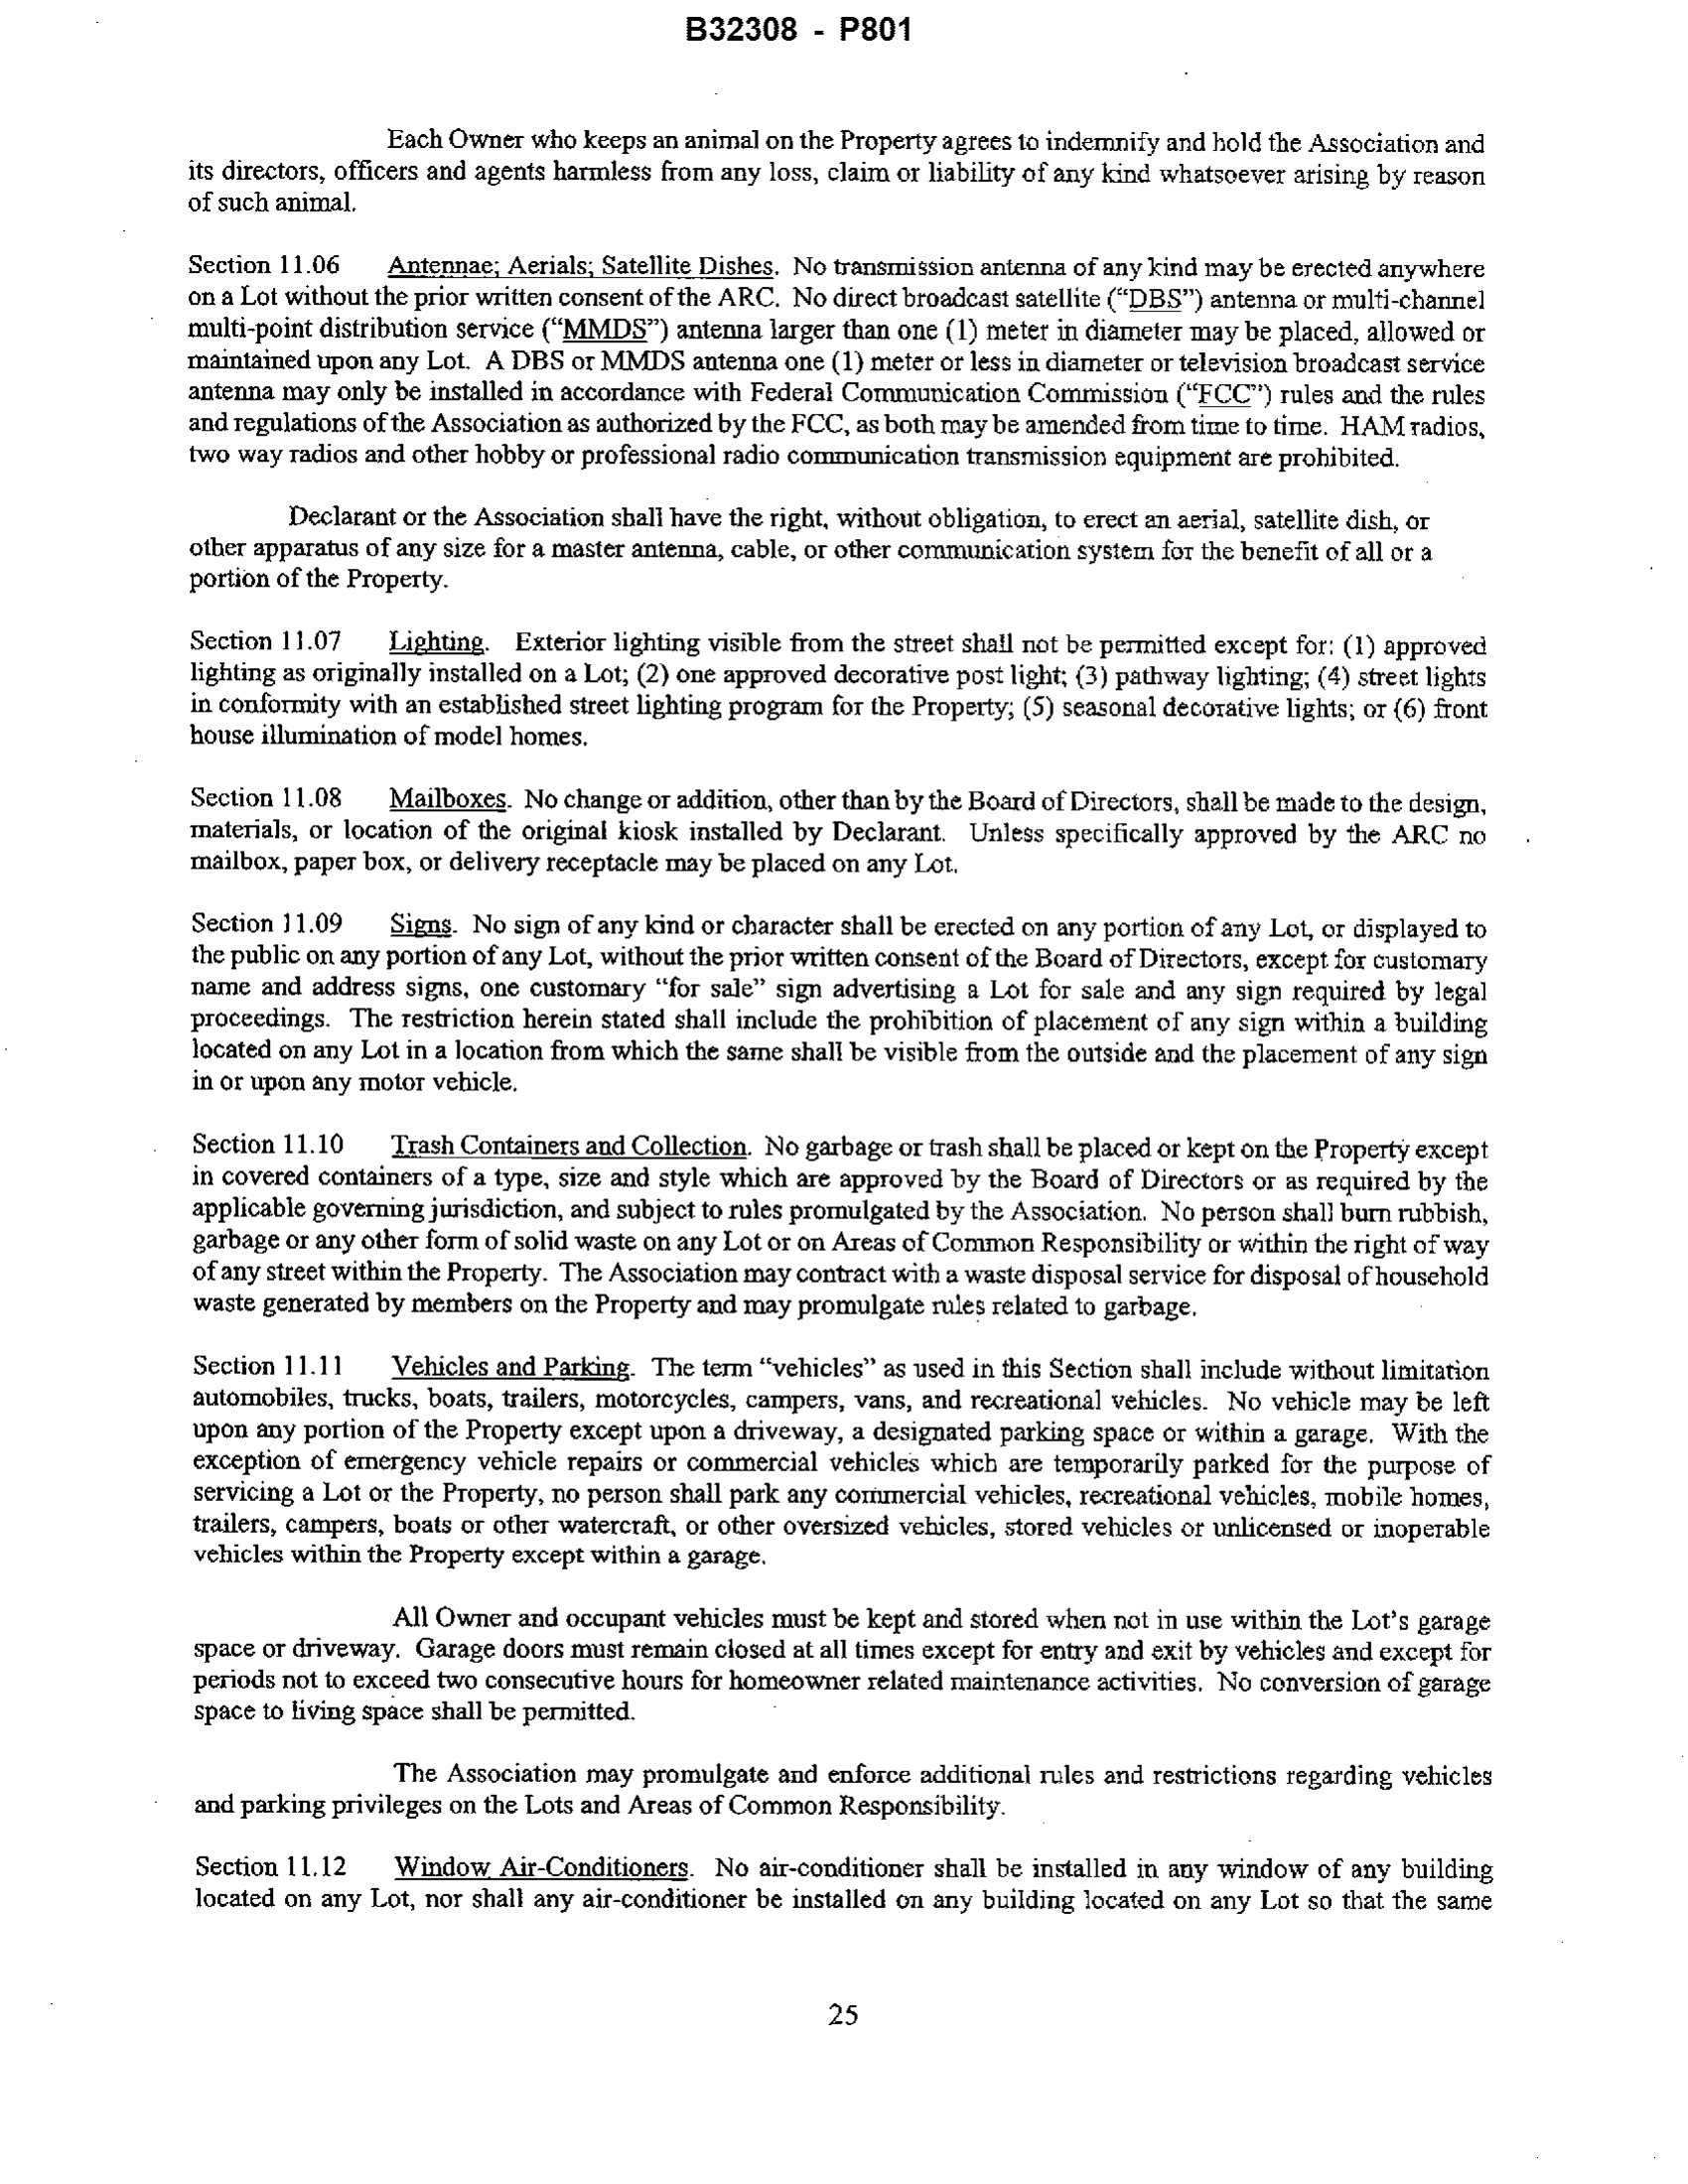 B32308 - P801
Each Owner who keeps an animal on the Property agrees to indemnify and hold the Association and
its directors, officers and agents harmless from any loss, claim or liability of any kind whatsoever arising by reason
of such animal.
Section 11.06 Antennae; Aerials; Satellite Dishes. No transmission antenna of any kind may be erected anywhere
on a Lot without the prior written consent of the ARC. No direct broadcast satellite (“DBS”) antenna or multi-channel
multi-point distribution service (“MMDS”) antenna larger than one (1) meter in diameter may be placed, allowed or
maintained upon any Lot. A DBS or MMDS antenna one (1) meter or less in diameter or television broadcast service
antenna may only be installed in accordance with Federal Communication Commission (“FCC”) rules and the rules
and regulations of the Association as authorized by the FCC, as both may be amended from time to time. HAM radios,
two way radios and other hobby or professional radio communication transmission equipment are prohibited.
Declarant or the Association shall have the right, without obligation, to erect an aerial, satellite dish, or
other apparatus of any size for a master antenna, cable, or other communication system for the benefit of all or a
portion of the Property.
Section 11.07 Lighting. Exterior lighting visible from the street shall not be permitted except for: (1) approved
lighting as originally installed on a Lot; (2) one approved decorative post light; (3) pathway lighting; (4) street lights
in conformity with an established street lighting program for the Property; (5) seasonal decorative lights; or (6) front
house illumination of model homes.
Section 11.08 Mailboxes. No change or addition, other than by the Board of Directors, shall be made to the design,
materials, or location of the original kiosk installed by Declarant. Unless specifically approved by the ARC no
mailbox, paper box, or delivery receptacle may be placed on any Lot.
Section 11.09 Signs. No sign of any kind or character shall be erected on any portion of any Lot, or displayed to
the public on any portion of any Lot, without the prior written consent of the Board of Directors, except for customary
name and address signs, one customary “for sale” sign advertising a Lot for sale and any sign required by legal
proceedings. The restriction herein stated shall include the prohibition of placement of any sign within a building
located on any Lot in a location from which the same shall be visible from the outside and the placement of any sign
in or upon any motor vehicle.
Section 11.10 Trash Containers and Collection. No garbage or trash shall be placed or kept on the Property except
in covered containers of a type, size and style which are approved by the Board of Directors or as required by the
applicable governing jurisdiction, and subject to rules promulgated by the Association. No person shall burn rubbish,
garbage or any other form of solid waste on any Lot or on Areas of Common Responsibility or within the right of way
of any street within the Property. The Association may contract with a waste disposal service for disposal of household
waste generated by members on the Property and may promulgate rules related to garbage.
Section 11.11 Vehicles and Parking. The term “vehicles” as used in this Section shall include without limitation
automobiles, trucks, boats, trailers, motorcycles, campers, vans, and recreational vehicles. No vehicle may be left
upon any portion of the Property except upon a driveway, a designated parking space or within a garage. With the
exception of emergency vehicle repairs or commercial vehicles which are temporarily parked for the purpose of
servicing a Lot or the Property, no person shall park any commercial vehicles, recreational vehicles, mobile homes,
trailers, campers, boats or other watercraft, or other oversized vehicles, stored vehicles or unlicensed or inoperable
vehicles within the Property except within a garage.
All Owner and occupant vehicles must be kept and stored when not in use within the Lot’s garage
space or driveway. Garage doors must remain closed at all times except for entry and exit by vehicles and except for
periods not to exceed two consecutive hours for homeowner related maintenance activities. No conversion of garage
space to living space shall be permitted.
The Association may promulgate and enforce additional rules and restrictions regarding vehicles
and parking privileges on the Lots and Areas of Common Responsibility.
Section 11.12 Window Air-Conditioners. No air-conditioner shall be installed in any window of any building
located on any Lot, nor shall any air-conditioner be installed on any building located on any Lot so that the same
25